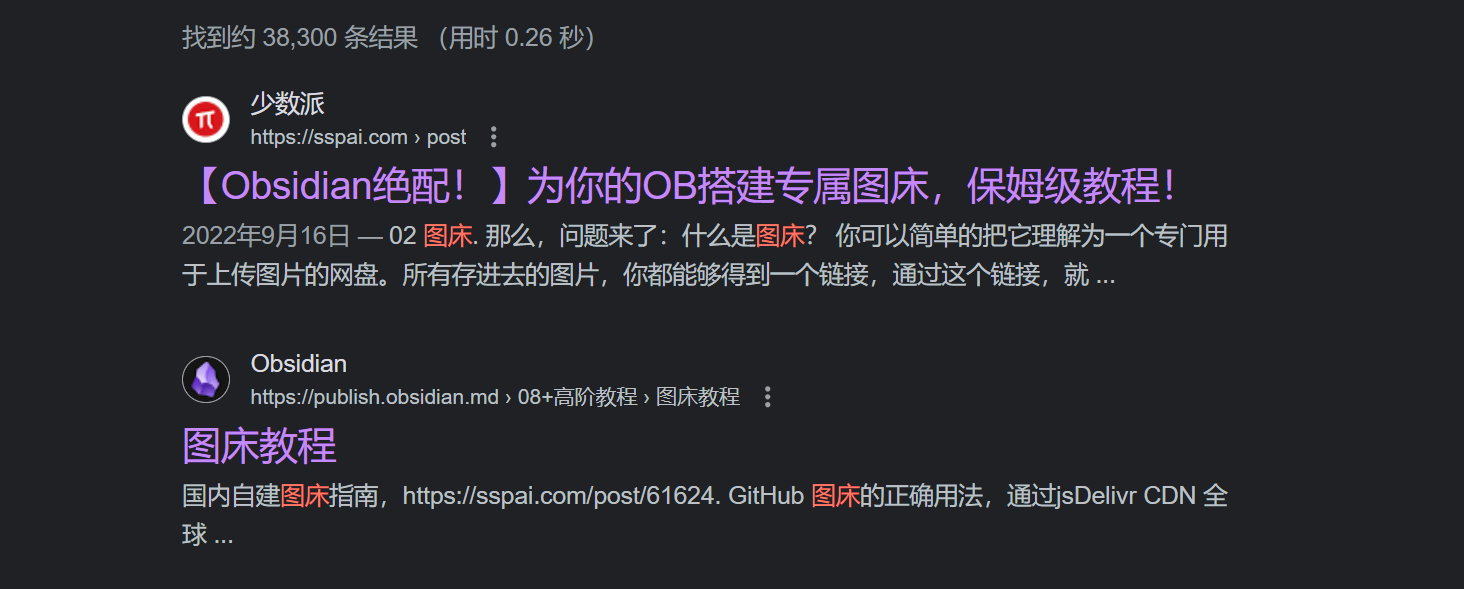 找到约 38,300 条结果 （用时 0.26 秒）
少数派
https://sspai.com › post
【Obsidian绝配！】为你的OB搭建专属图床，保姆级教程！
2022年9月16日 — 02 图床. 那么，问题来了：什么是图床？ 你可以简单的把它理解为一个专门用
于上传图片的网盘。所有存进去的图片，你都能够得到一个链接，通过这个链接，就 ...
Obsidian
https://publish.obsidian.md › 08+高阶教程 › 图床教程
图床教程
国内自建图床指南，https://sspai.com/post/61624. GitHub 图床的正确用法，通过jsDelivr CDN 全
球 ...